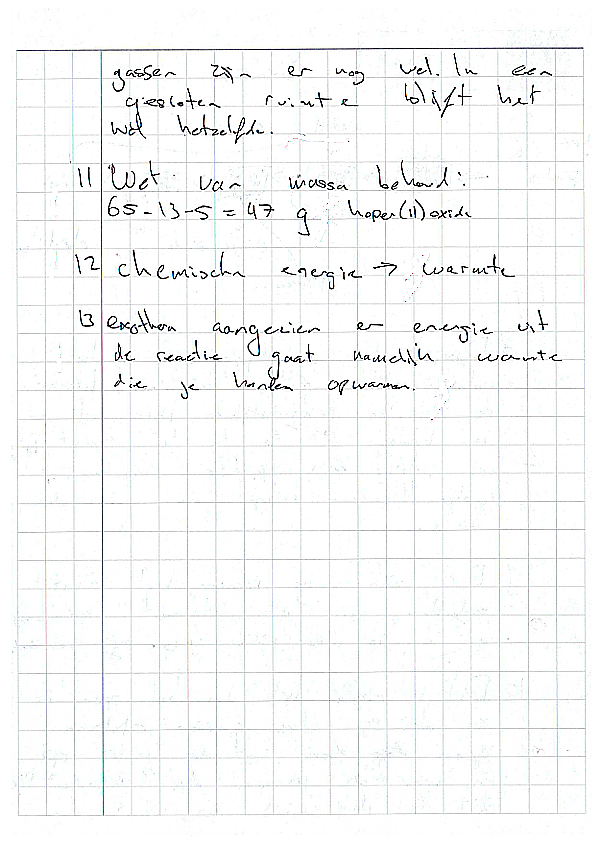 gassen zijn er nog wel. In een
gesloten ruimte blijft het
wel hetzelfde.
11 Wet van massa behoud:
65-13-5 = 47 g koper(II)oxide
12 chemische energie → warmte
13 exotherm aangezien er energie uit
de reactie gaat namelijk warmte
die je handen opwarmen.